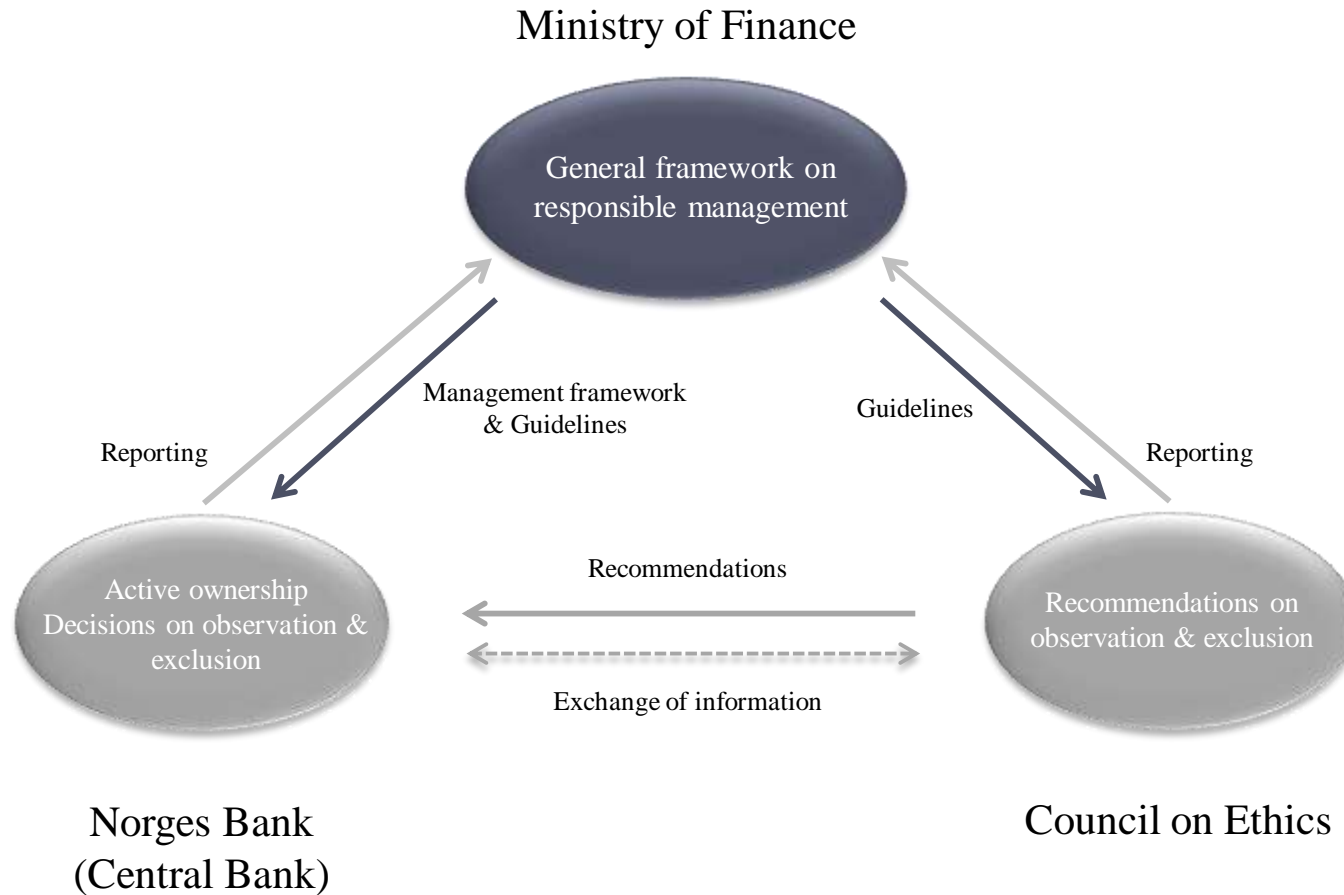 Ministry of Finance
General framework on
responsible management
Management framework
& Guidelines
Guidelines
Reporting
Reporting
Recommendations
Active ownership
Decisions on observation &
exclusion
Recommendations on
observation & exclusion
Exchange of information
Norges Bank
(Central Bank)
Council on Ethics